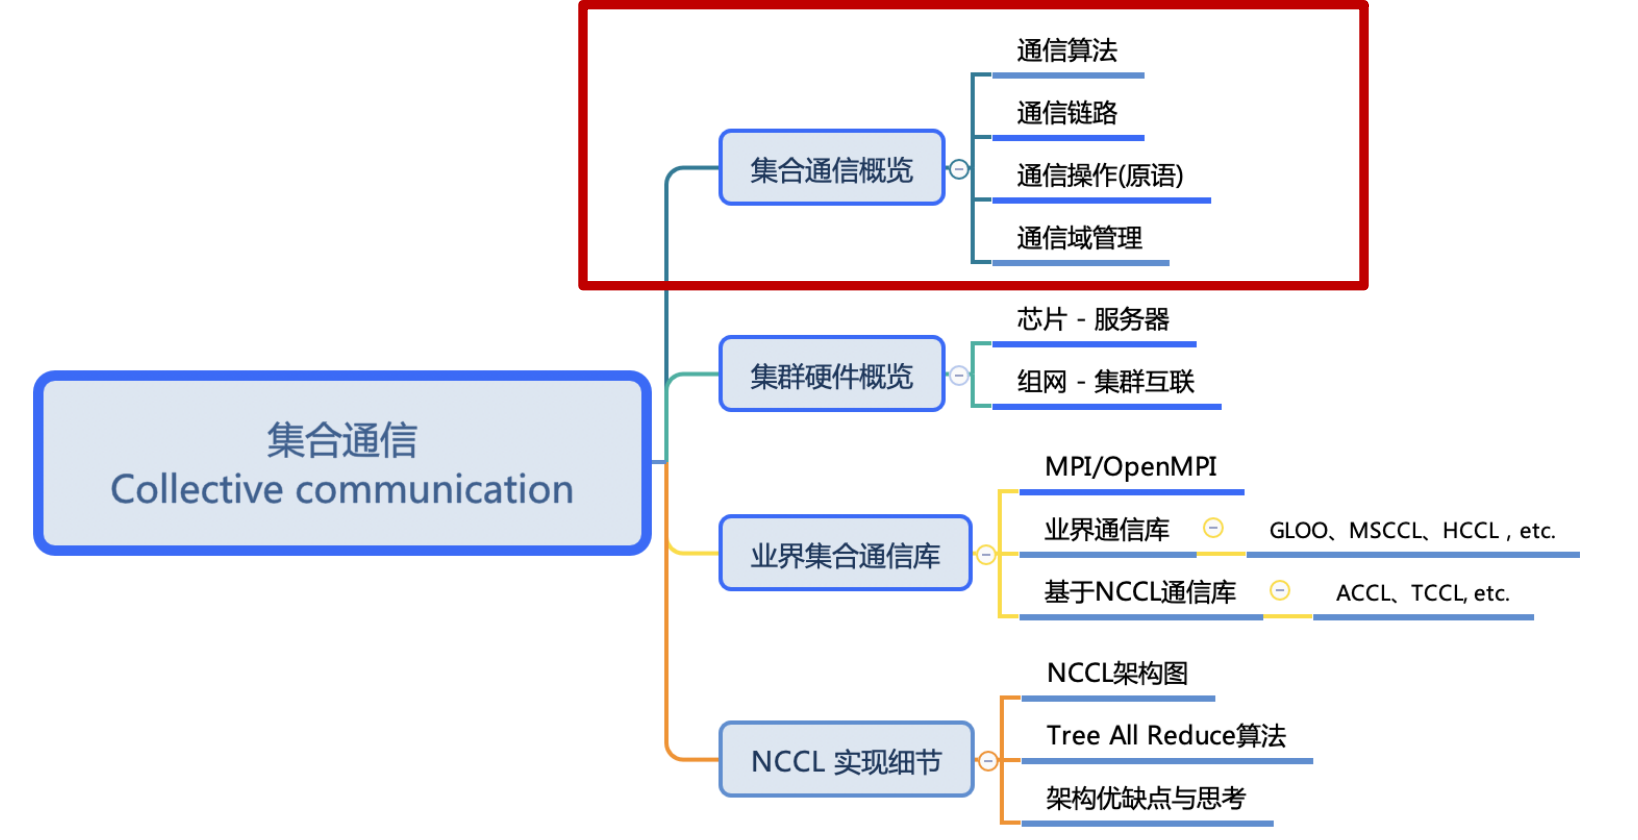 集合通信
Collective communication
集合通信概览
通信算法
通信链路
通信操作(原语)
通信域管理
集群硬件概览
芯片 - 服务器
组网 - 集群互联
业界集合通信库
MPI/OpenMPI
业界通信库
GLOO、MSCCL、HCCL , etc.
基于NCCL通信库
ACCL、TCCL, etc.
NCCL 实现细节
NCCL架构图
Tree All Reduce算法
架构优缺点与思考